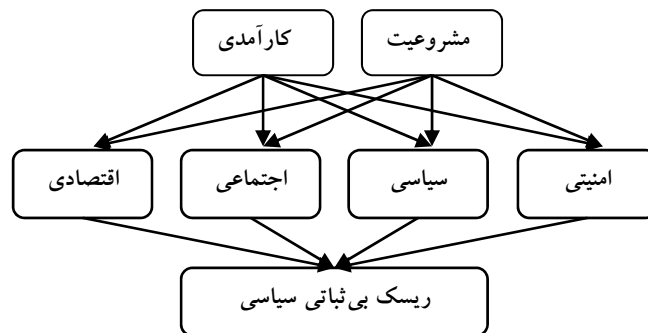 مشروعیت
کارآمدی
امنیتی
سیاسی
اجتماعی
اقتصادی
ریسک بی‌ثباتی سیاسی